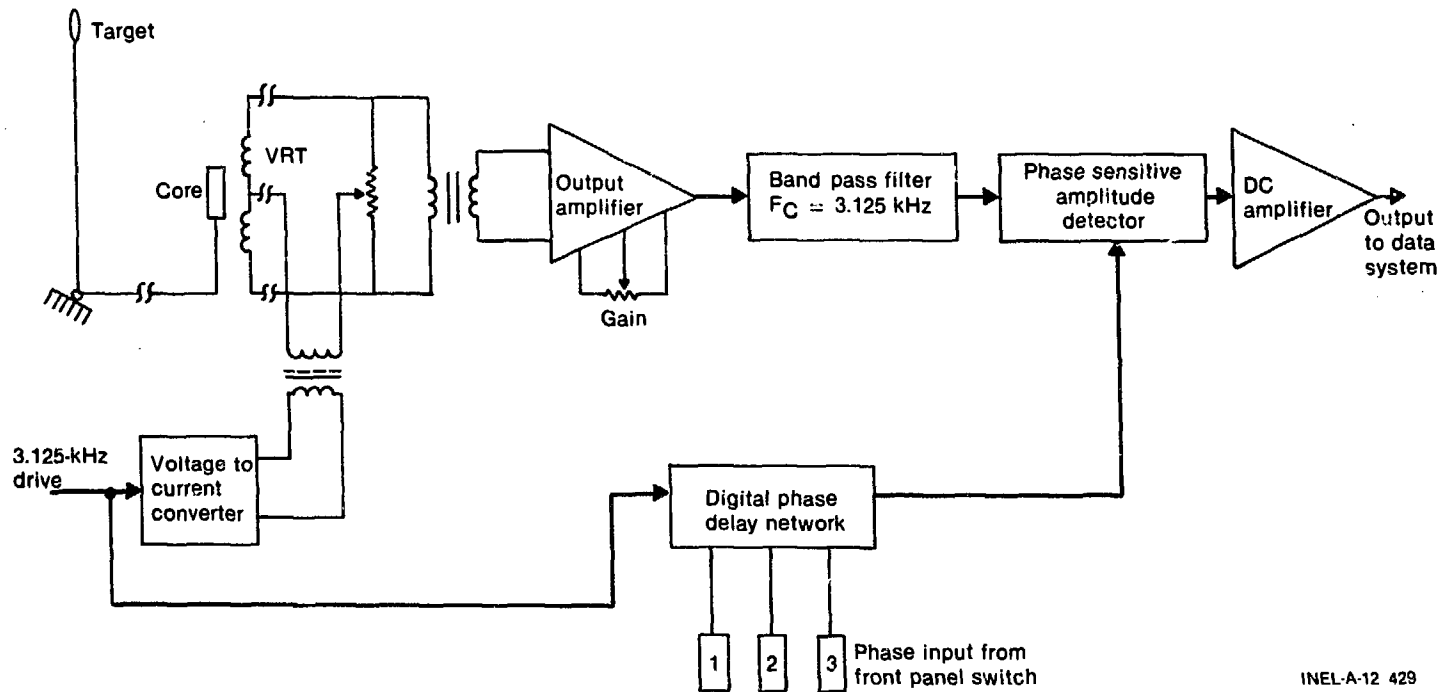 Target
VRT
Core
Output
amplifier
Gain
Band pass filter
FC = 3.125 kHz
Phase sensitive
amplitude
detector
DC
amplifier
Output
to data
system
3.125-kHz
drive
Voltage to
current
converter
Digital phase
delay network
1
2
3
Phase input from
front panel switch
INEL-A-12 429